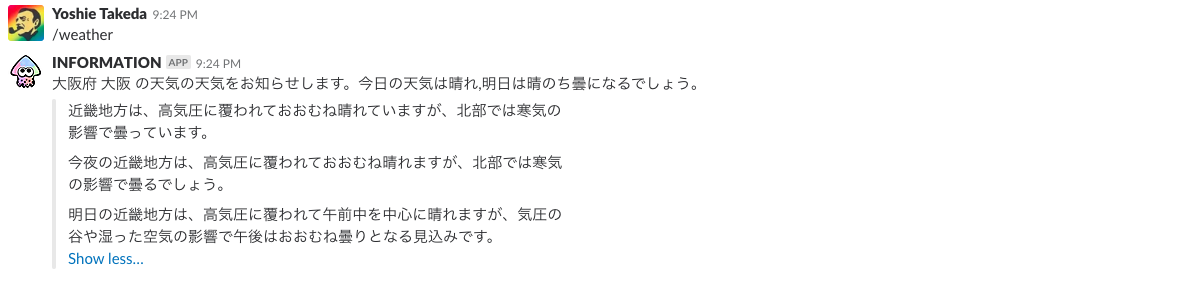 Yoshie Takeda 9:24 PM
/weather
INFORMATION APP 9:24 PM
大阪府 大阪 の天気の天気をお知らせします。今日の天気は晴れ,明日は晴のち曇になるでしょう。
近畿地方は、高気圧に覆われておおむね晴れていますが、北部では寒気の
影響で曇っています。
今夜の近畿地方は、高気圧に覆われておおむね晴れますが、北部では寒気
の影響で曇るでしょう。
明日の近畿地方は、高気圧に覆われて午前中を中心に晴れますが、気圧の
谷や湿った空気の影響で午後はおおむね曇りとなる見込みです。
Show less...